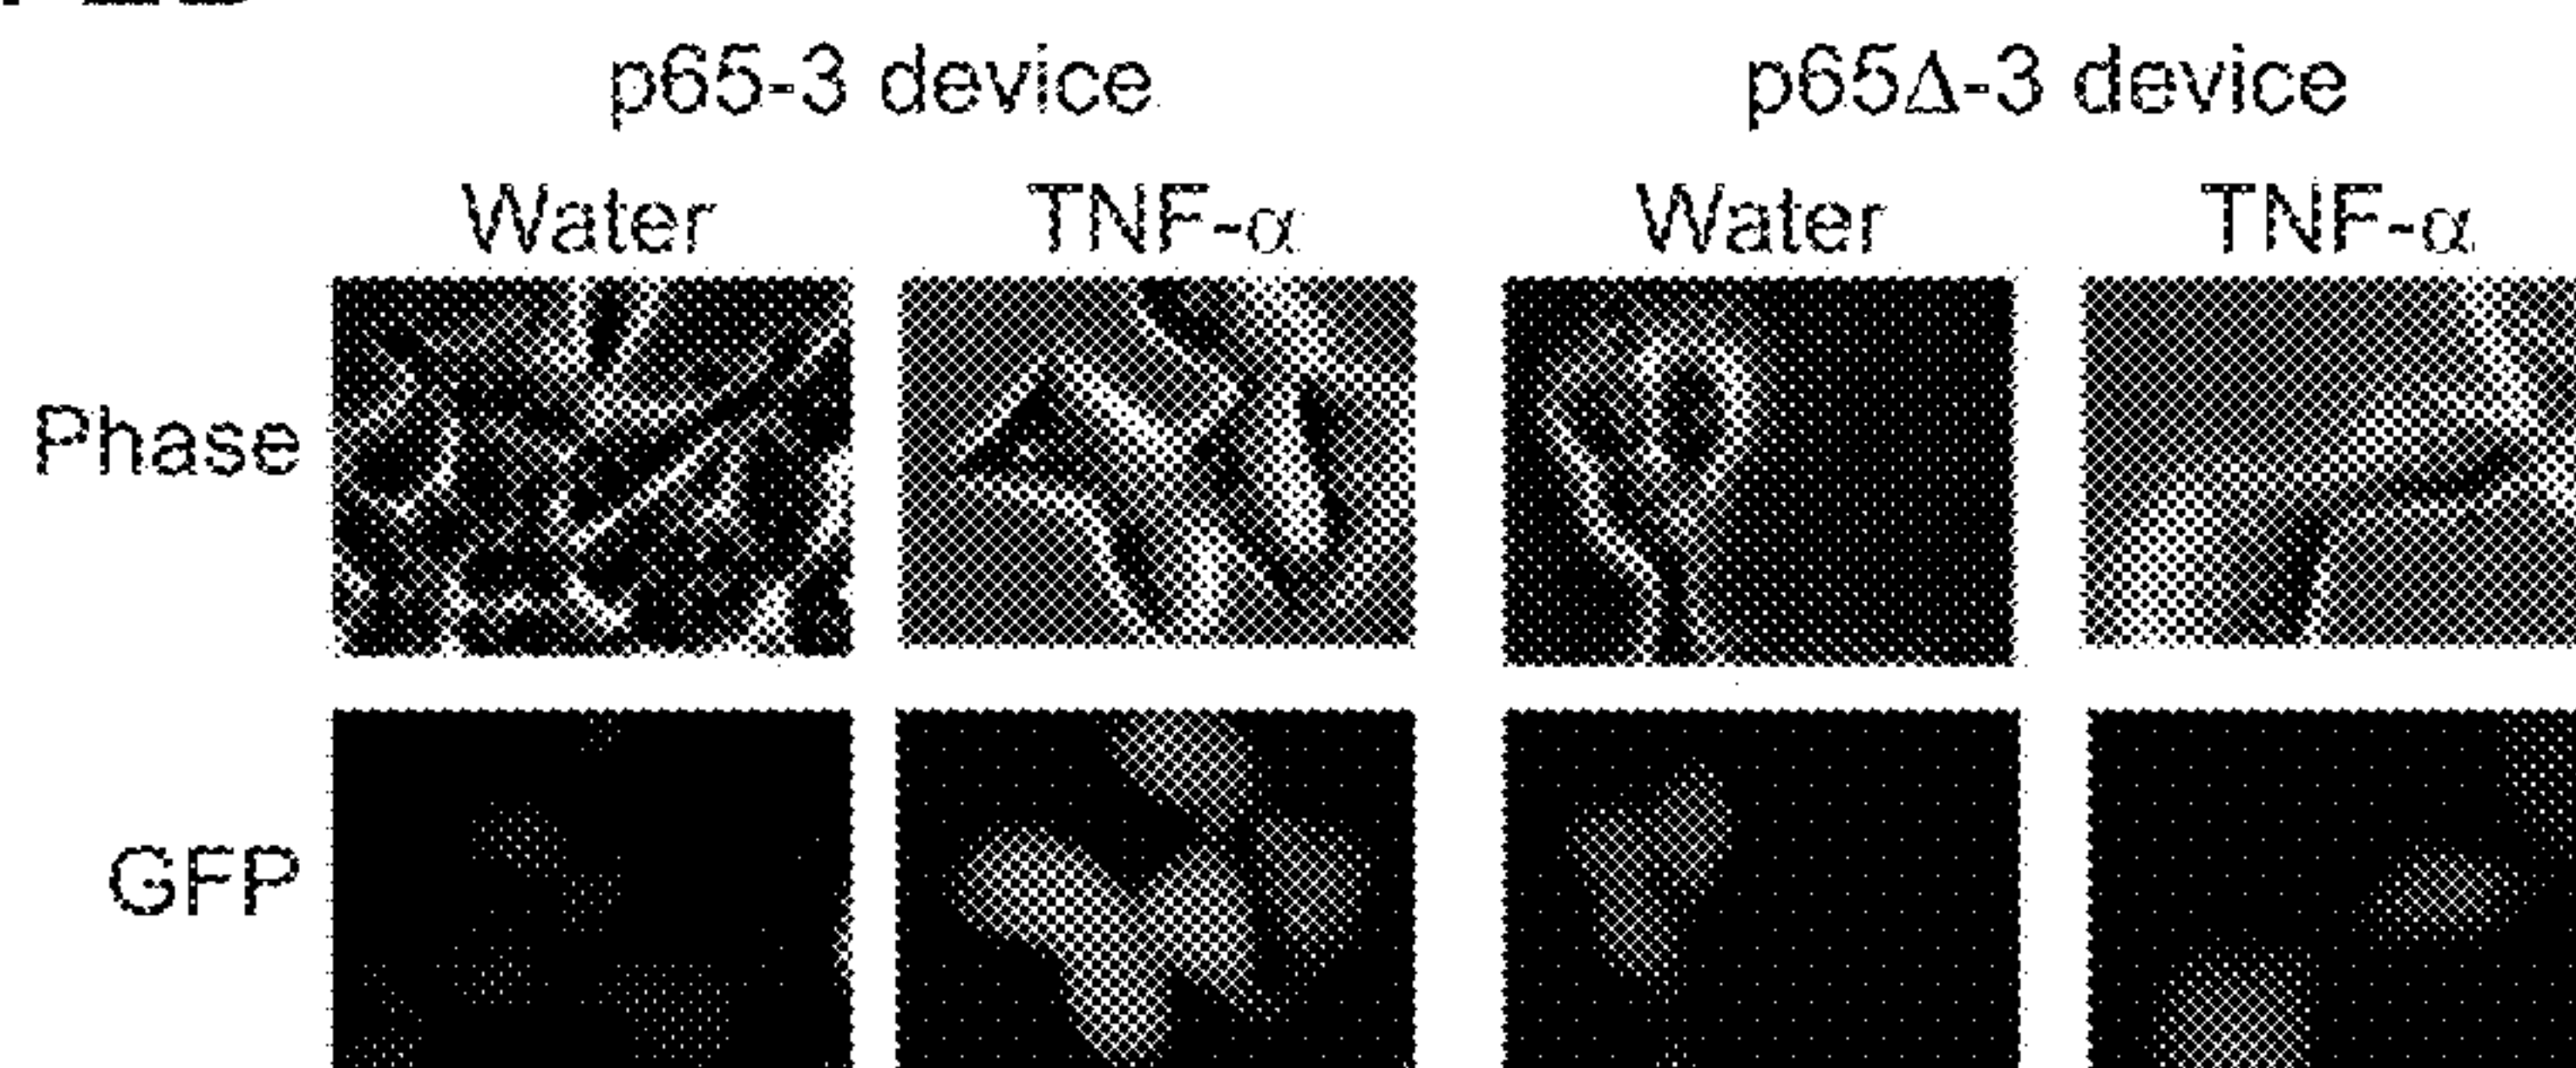 p65-3 device p65Δ-3 device
Water TNF-α Water TNF-α
Phase
GFP